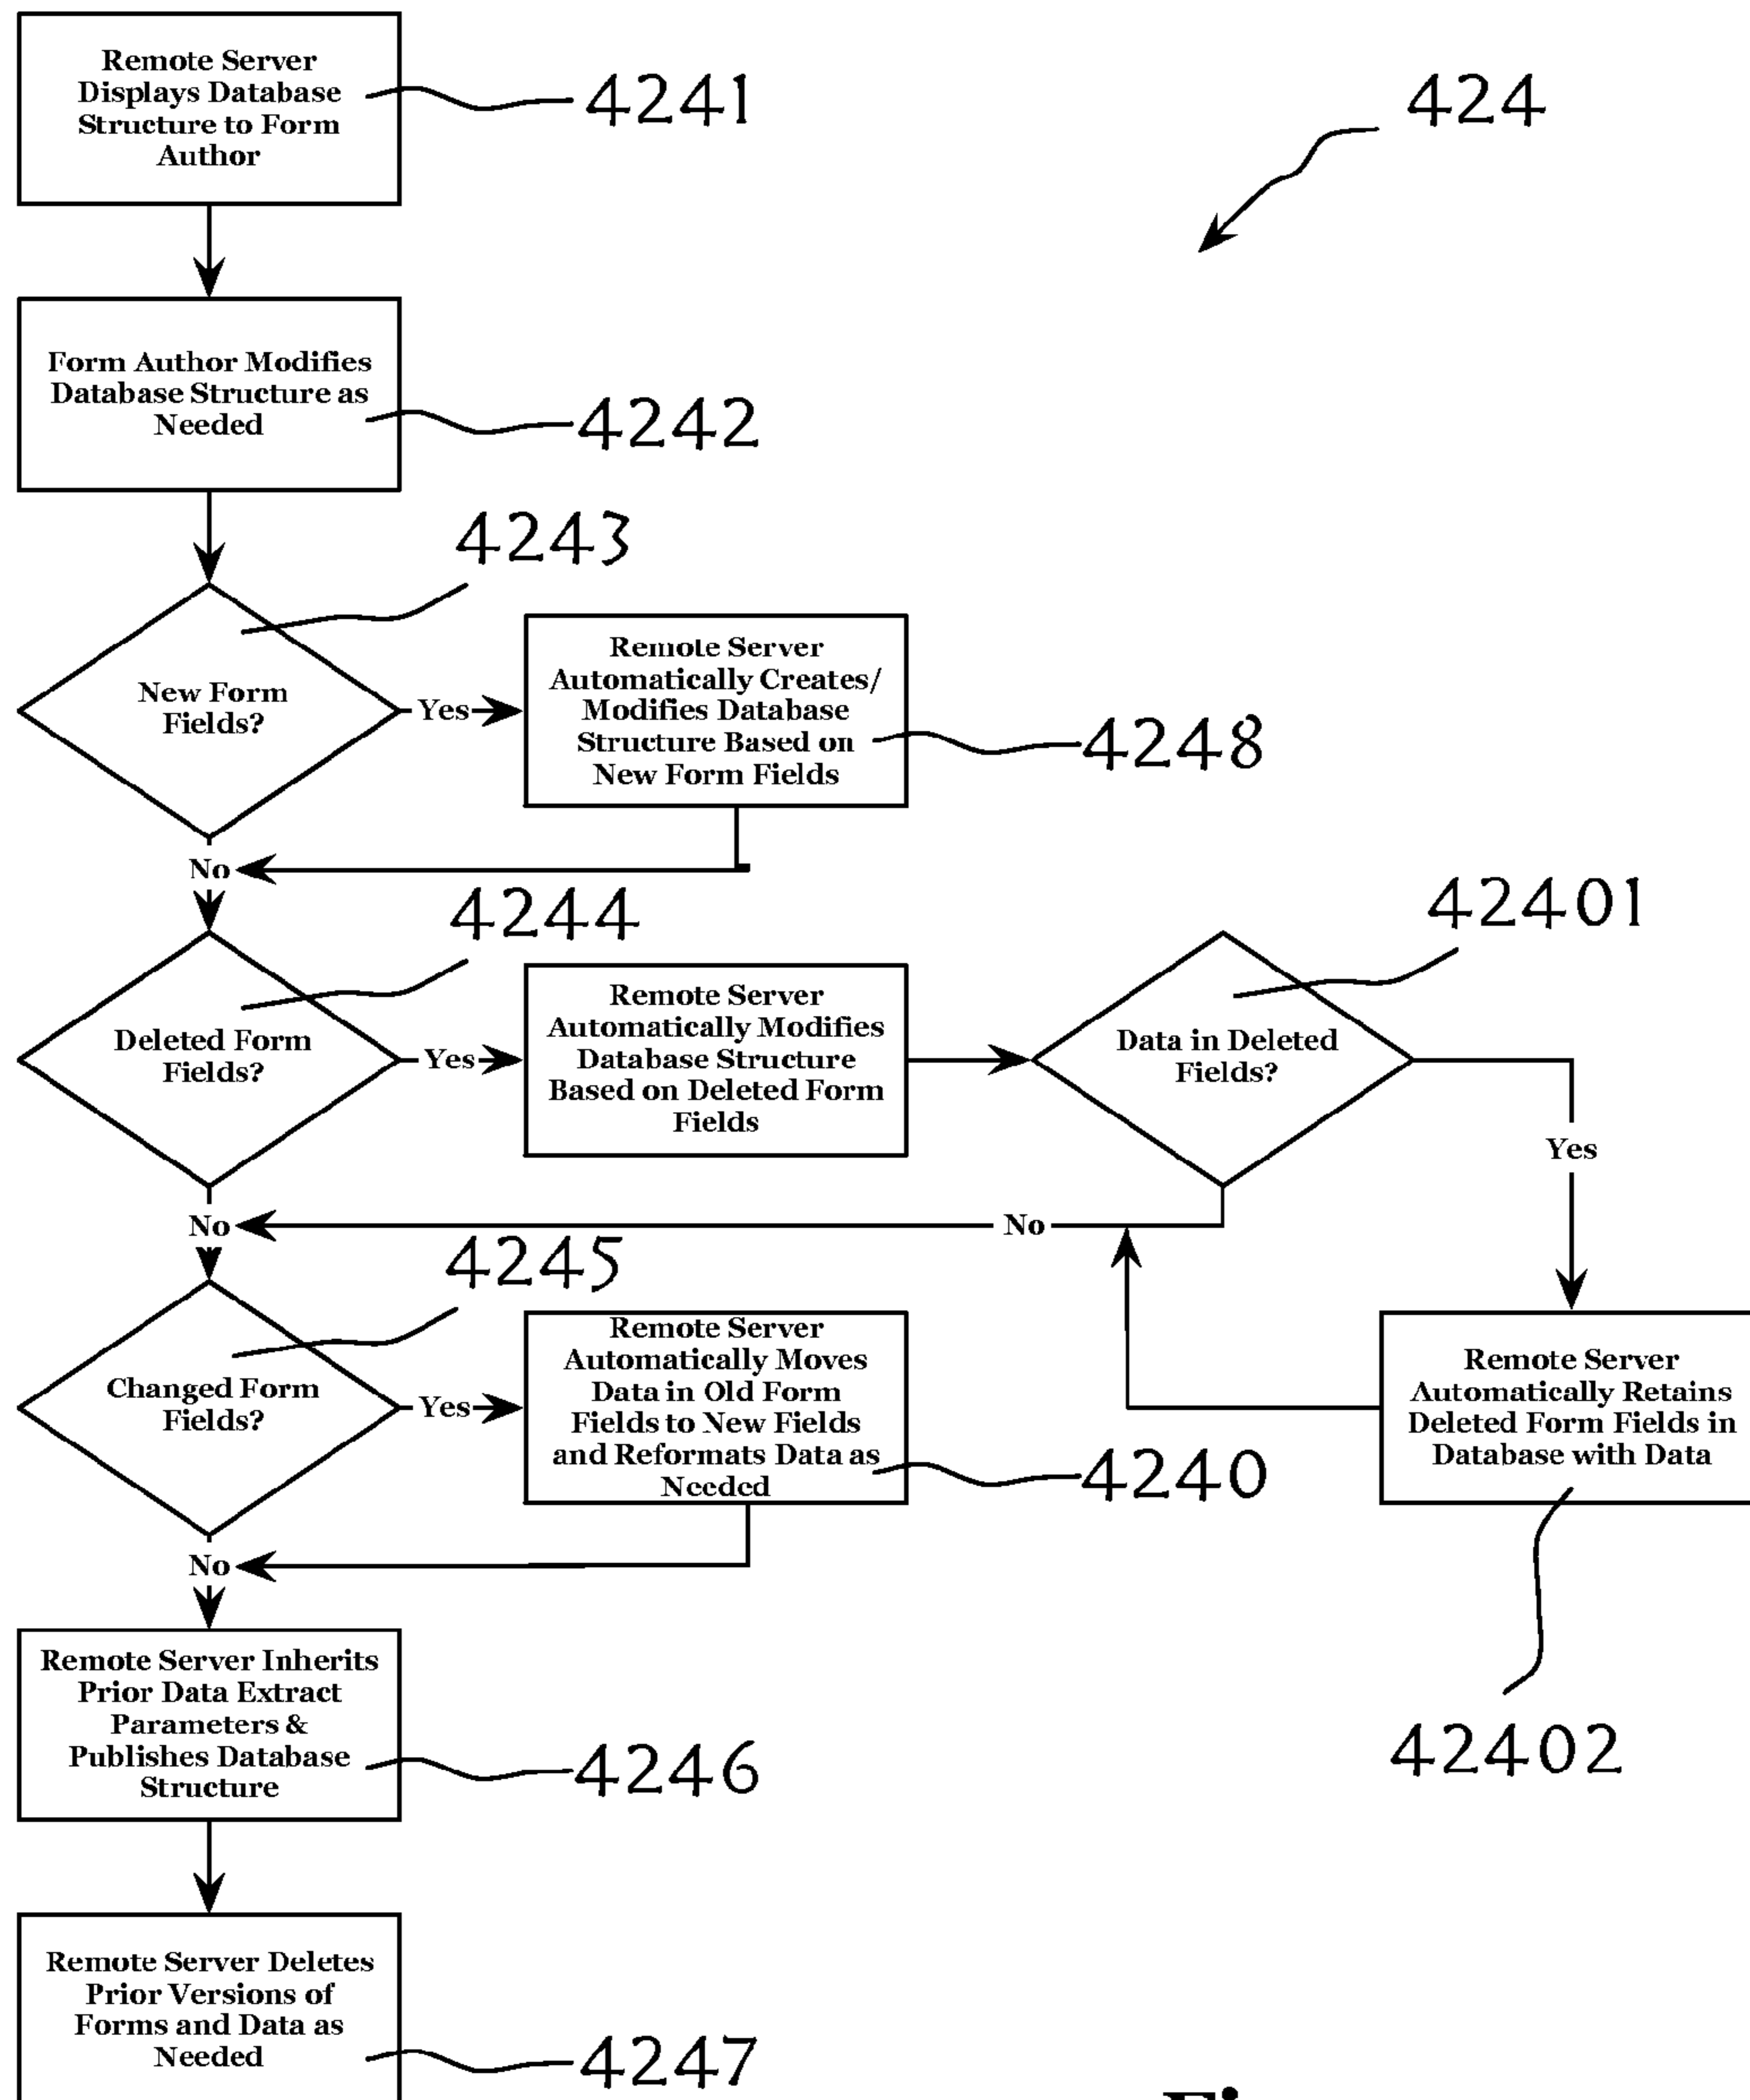 Remote Server
Displays Database
Structure to Form
Author
4241
424
Form Author Modifies
Database Structure as
Needed
4242
4243
New Form
Fields?
Yes
Remote Server
Automatically Creates/
Modifies Database
Structure Based on
New Form Fields
4248
No
4244
42401
Deleted Form
Fields?
Yes
Remote Server
Automatically Modifies
Database Structure
Based on Deleted Form
Fields
Data in Deleted
Fields?
Yes
No
No
4245
Changed Form
Fields?
Yes
Remote Server
Automatically Moves
Data in Old Form
Fields to New Fields
and Reformats Data as
Needed
4240
Remote Server
Automatically Retains
Deleted Form Fields in
Database with Data
42402
No
Remote Server Inherits
Prior Data Extract
Parameters &
Publishes Database
Structure
4246
Remote Server Deletes
Prior Versions of
Forms and Data as
Needed
4247